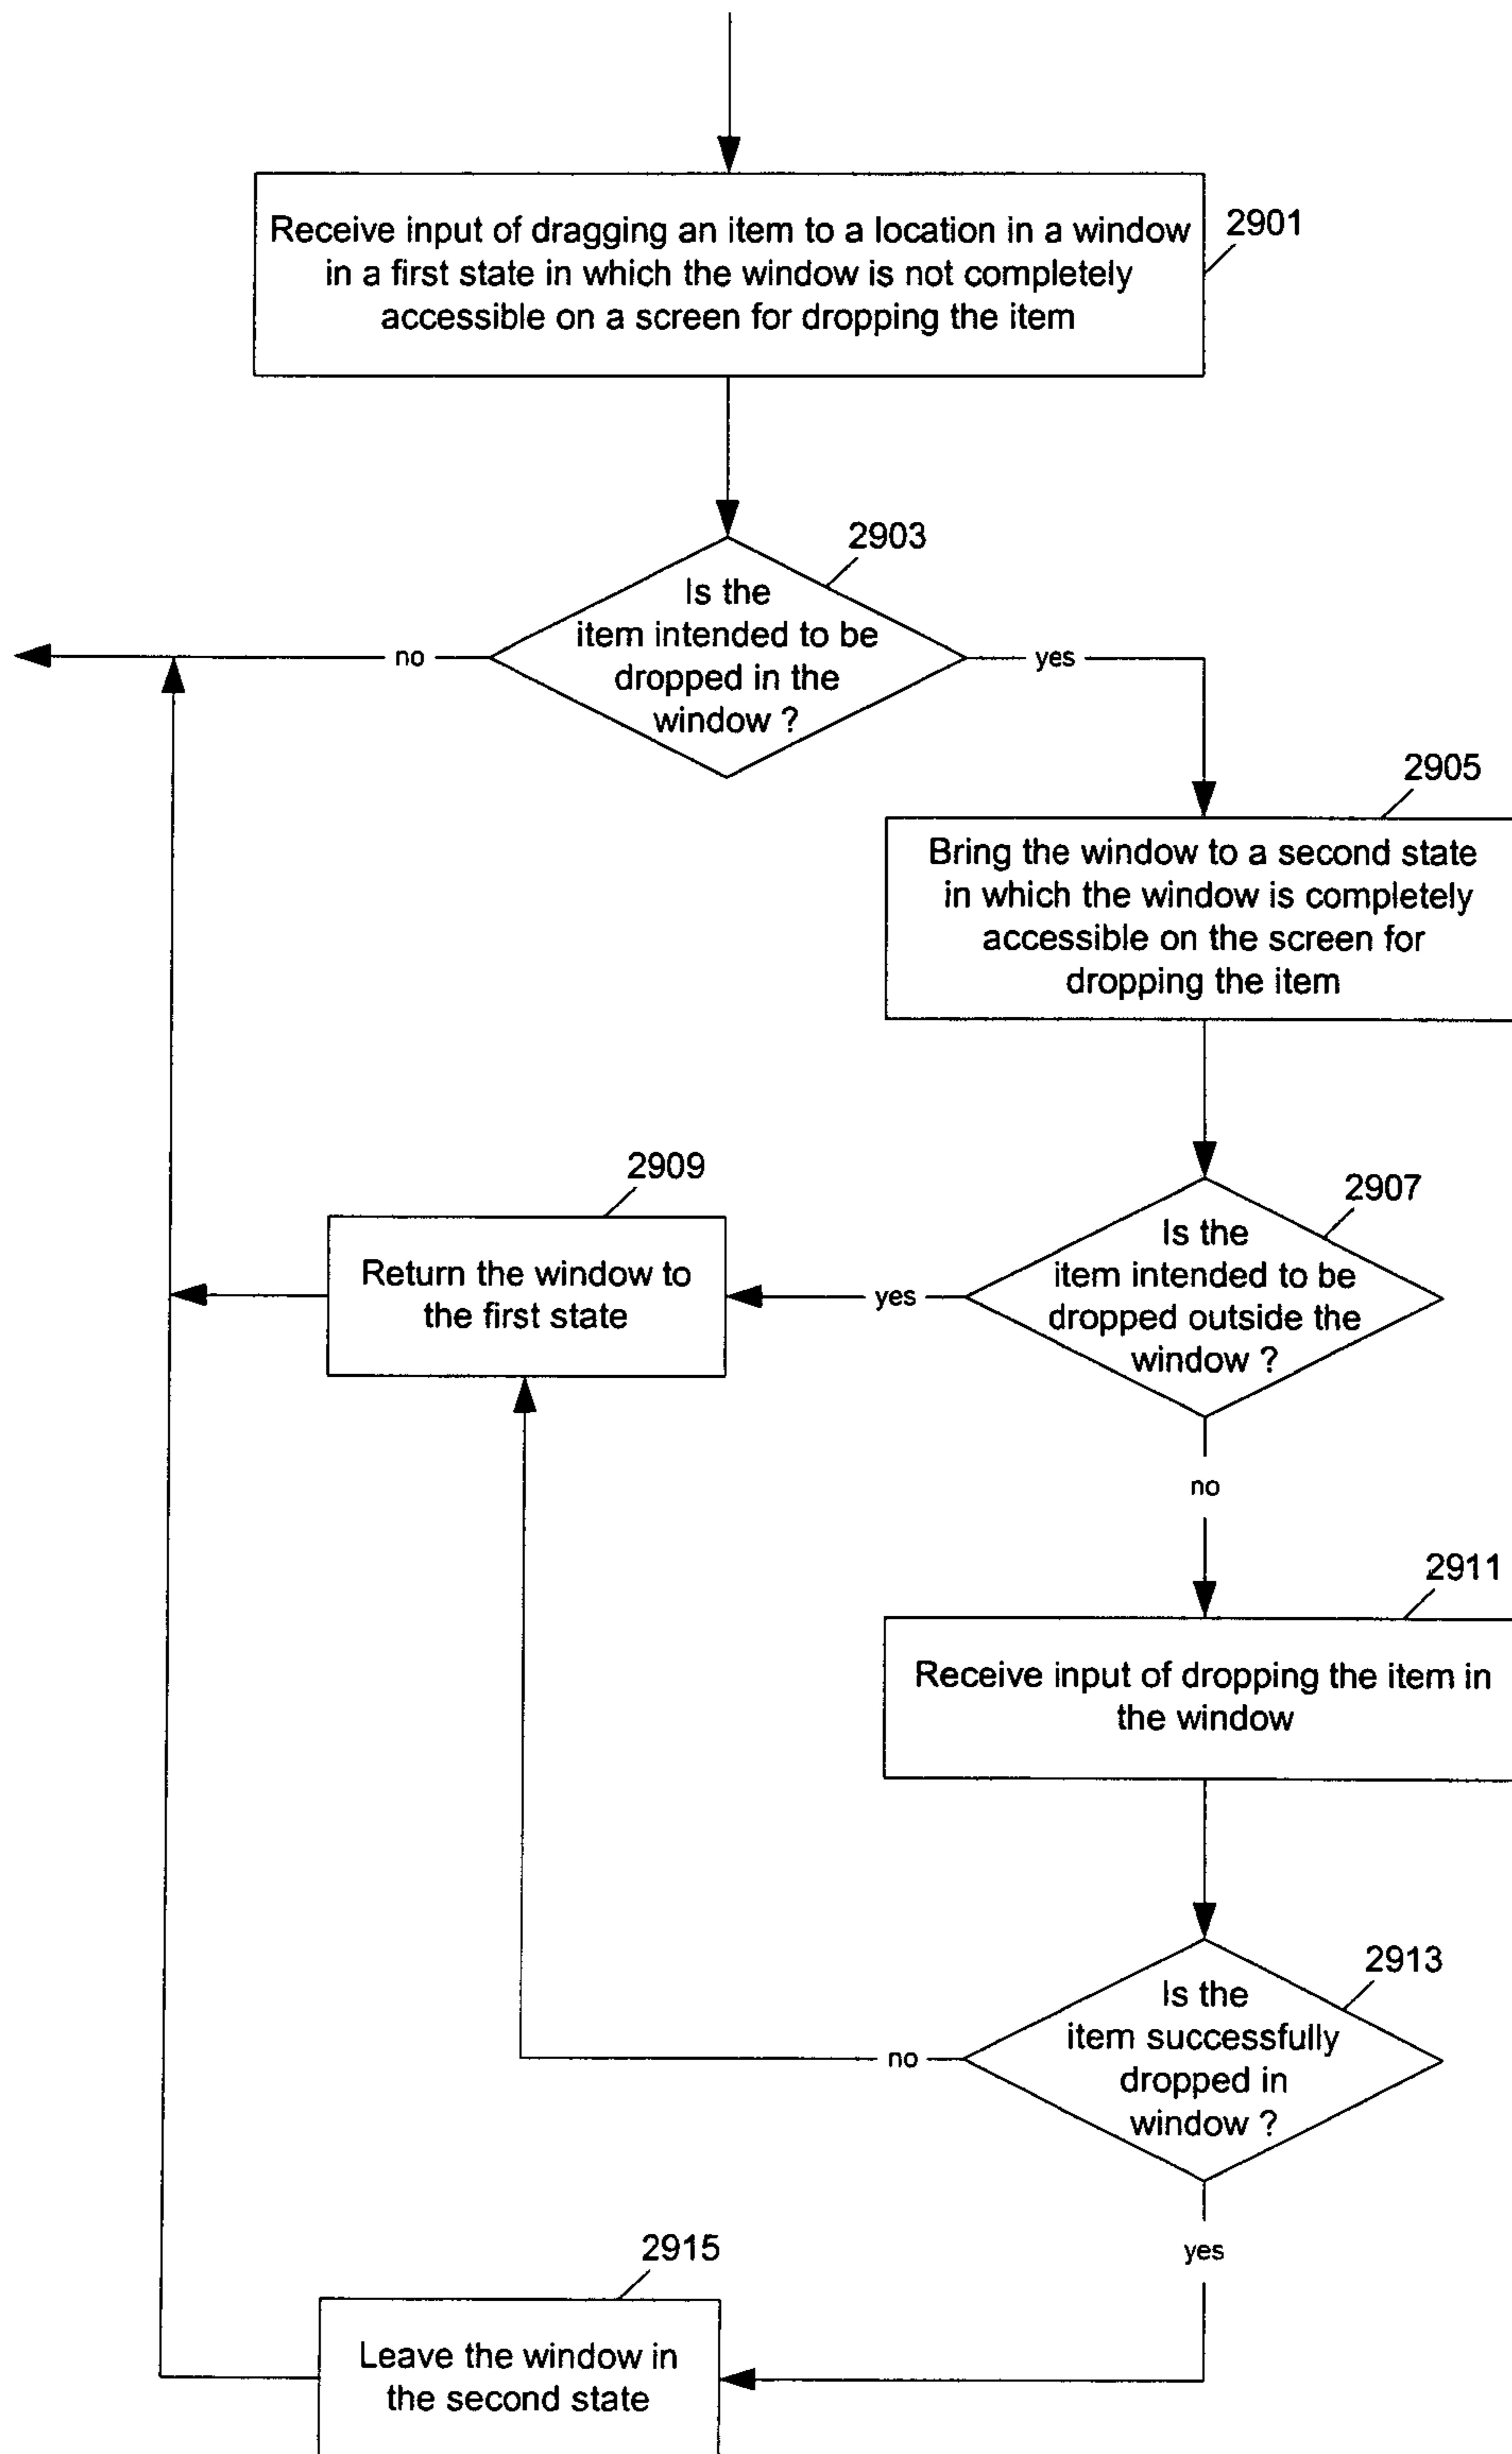 Receive input of dragging an item to a location in a window
in a first state in which the window is not completely
accessible on a screen for dropping the item
2901
2903
Is the
item intended to be
dropped in the
window ?
no
yes
2905
Bring the window to a second state
in which the window is completely
accessible on the screen for
dropping the item
2909
Return the window to
the first state
yes
2907
Is the
item intended to be
dropped outside the
window ?
no
2911
Receive input of dropping the item in
the window
2913
Is the
item successfully
dropped in
window ?
no
yes
2915
Leave the window in
the second state